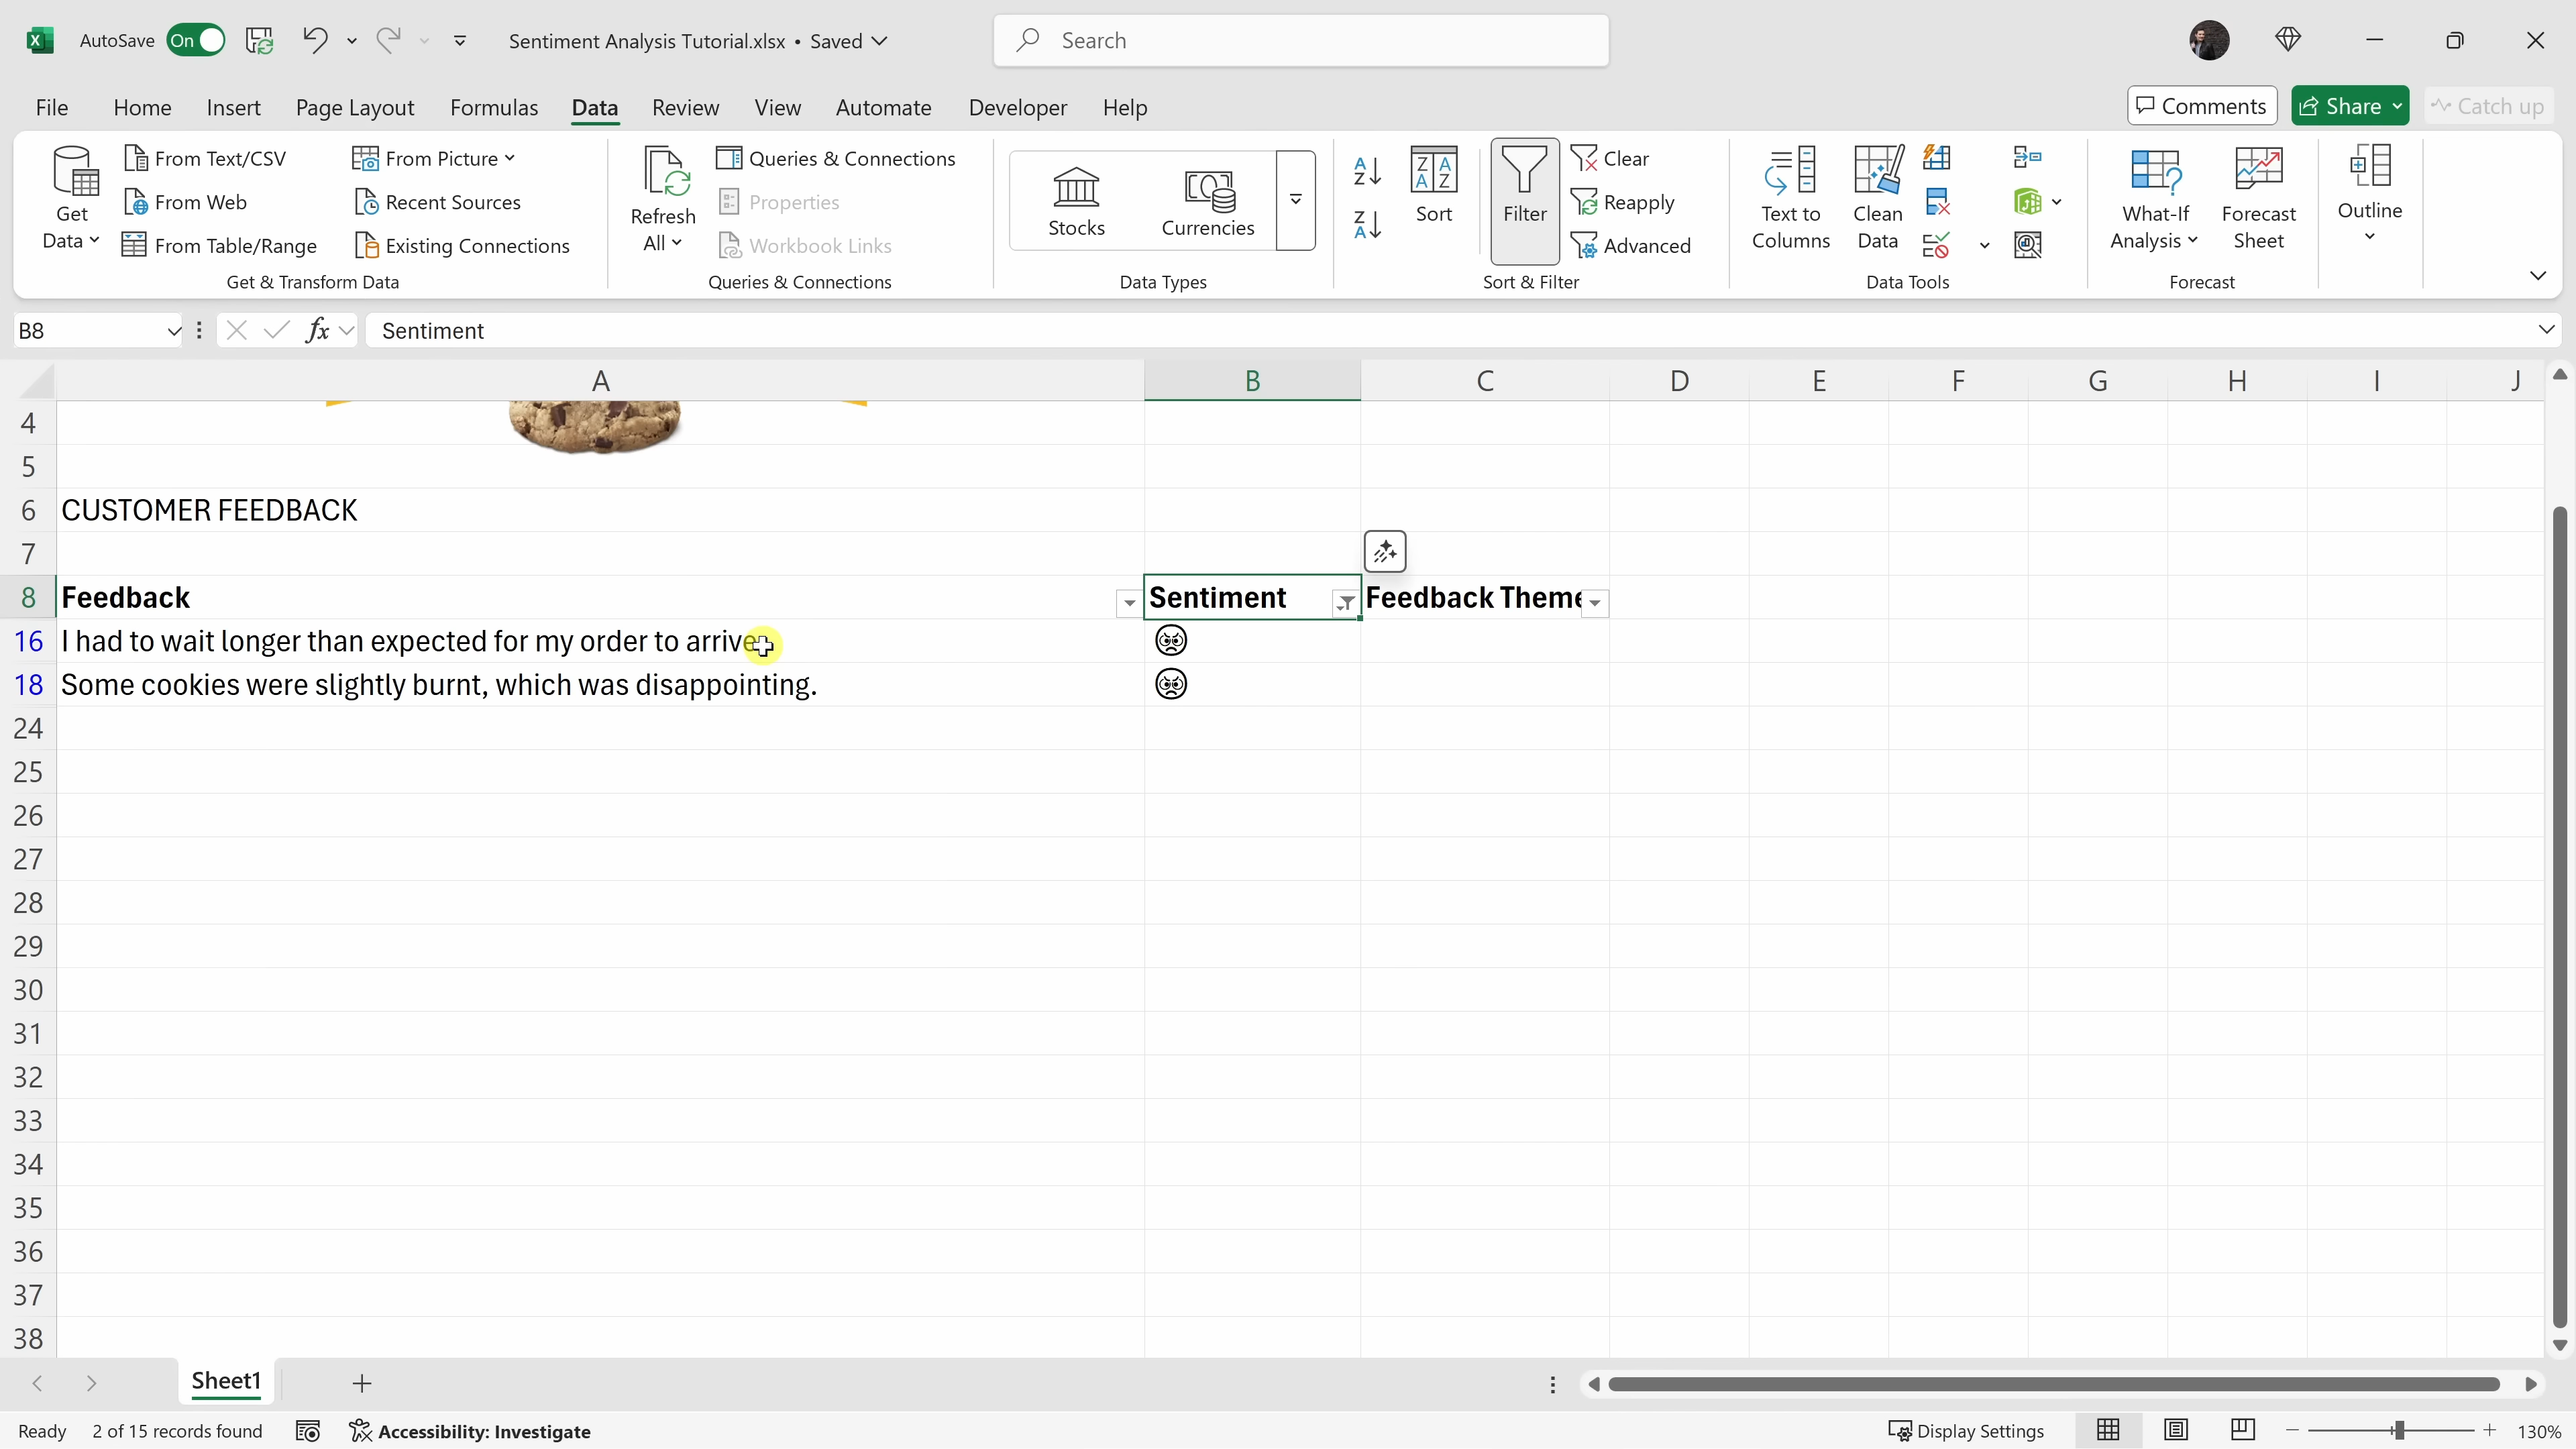 AutoSave On Sentiment Analysis Tutorial.xlsx • Saved Search
File Home Insert Page Layout Formulas Data Review View Automate Developer Help Comments Share Catch up
Get Data
From Text/CSV
From Web
From Table/Range
From Picture
Recent Sources
Existing Connections
Get & Transform Data
Refresh All
Queries & Connections
Properties
Workbook Links
Queries & Connections
Stocks
Currencies
Data Types
Sort
Filter
Clear
Reapply
Advanced
Sort & Filter
Text to Columns
Clean Data
Data Tools
What-If Analysis
Forecast Sheet
Forecast
Outline
B8 fx Sentiment
A B C D E F G H I J
4
5
6 CUSTOMER FEEDBACK
7
8 Feedback Sentiment Feedback Theme
16 I had to wait longer than expected for my order to arrive
18 Some cookies were slightly burnt, which was disappointing.
24
25
26
27
28
29
30
31
32
33
34
35
36
37
38
Sheet1
Ready 2 of 15 records found Accessibility: Investigate Display Settings 130%